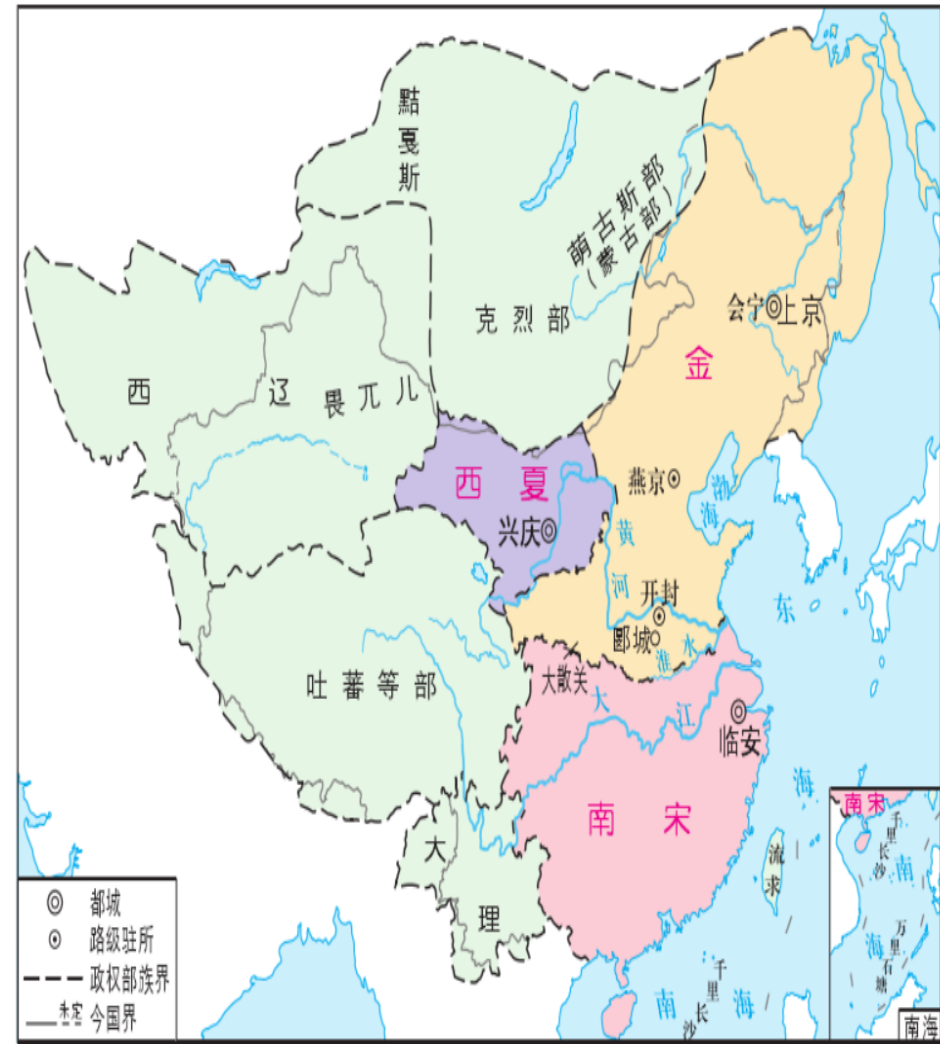 黠戛斯
萌古斯部
(蒙古部)
克烈部
会宁
上京
金
西辽
畏兀儿
西夏
兴庆
燕京
渤海
黄河
开封
郾城
淮水
大散关
大江
临安
吐蕃等部
南宋
大理
流求
东海
南海
千里长沙
南宋
千里长沙
南海
万里石塘
南海
都城
路级驻所
政权部族界
未定
今国界